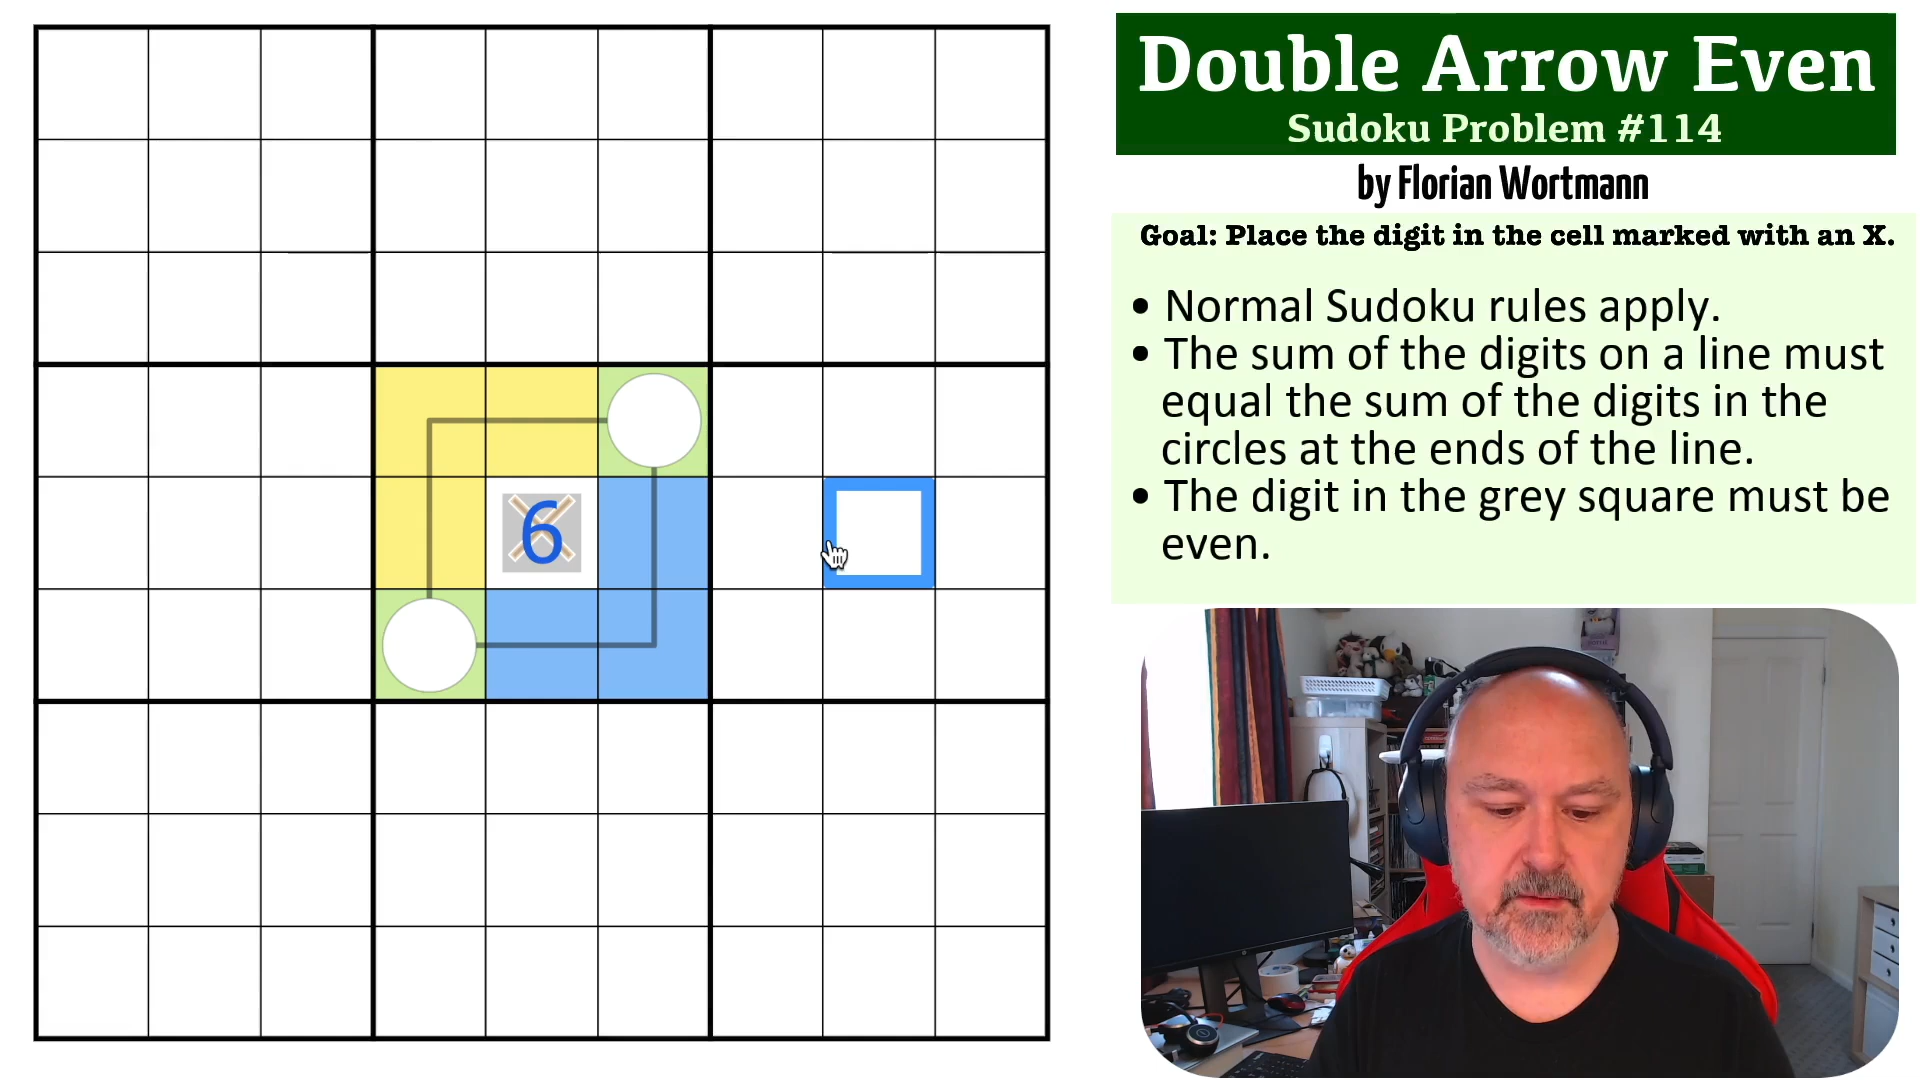 Double Arrow Even
Sudoku Problem #114
by Florian Wortmann
Goal: Place the digit in the cell marked with an X.
• Normal Sudoku rules apply.
• The sum of the digits on a line must
equal the sum of the digits in the
circles at the ends of the line.
• The digit in the grey square must be
even.
6